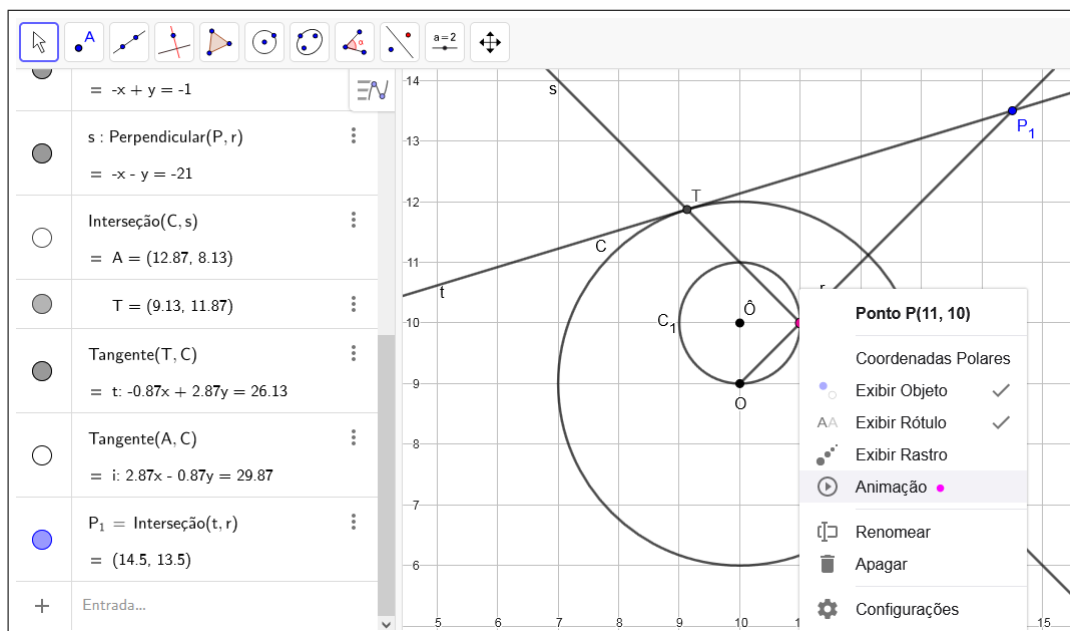 A
a=2
= -x + y = -1
s : Perpendicular(P, r)
= -x - y = -21
Interseção(C, s)
= A = (12.87, 8.13)
T = (9.13, 11.87)
Tangente(T, C)
= t: -0.87x + 2.87y = 26.13
Tangente(A, C)
= i: 2.87x - 0.87y = 29.87
P₁ = Interseção(t, r)
= (14.5, 13.5)
+ Entrada...
14
s
P₁
13
T
12
C
11
t
r
10
C₁
Ô
9
O
8
7
6
5 6 7 8 9 10 15
Ponto P(11, 10)
Coordenadas Polares
Exibir Objeto
AA Exibir Rótulo
Exibir Rastro
Animação
Renomear
Apagar
Configurações